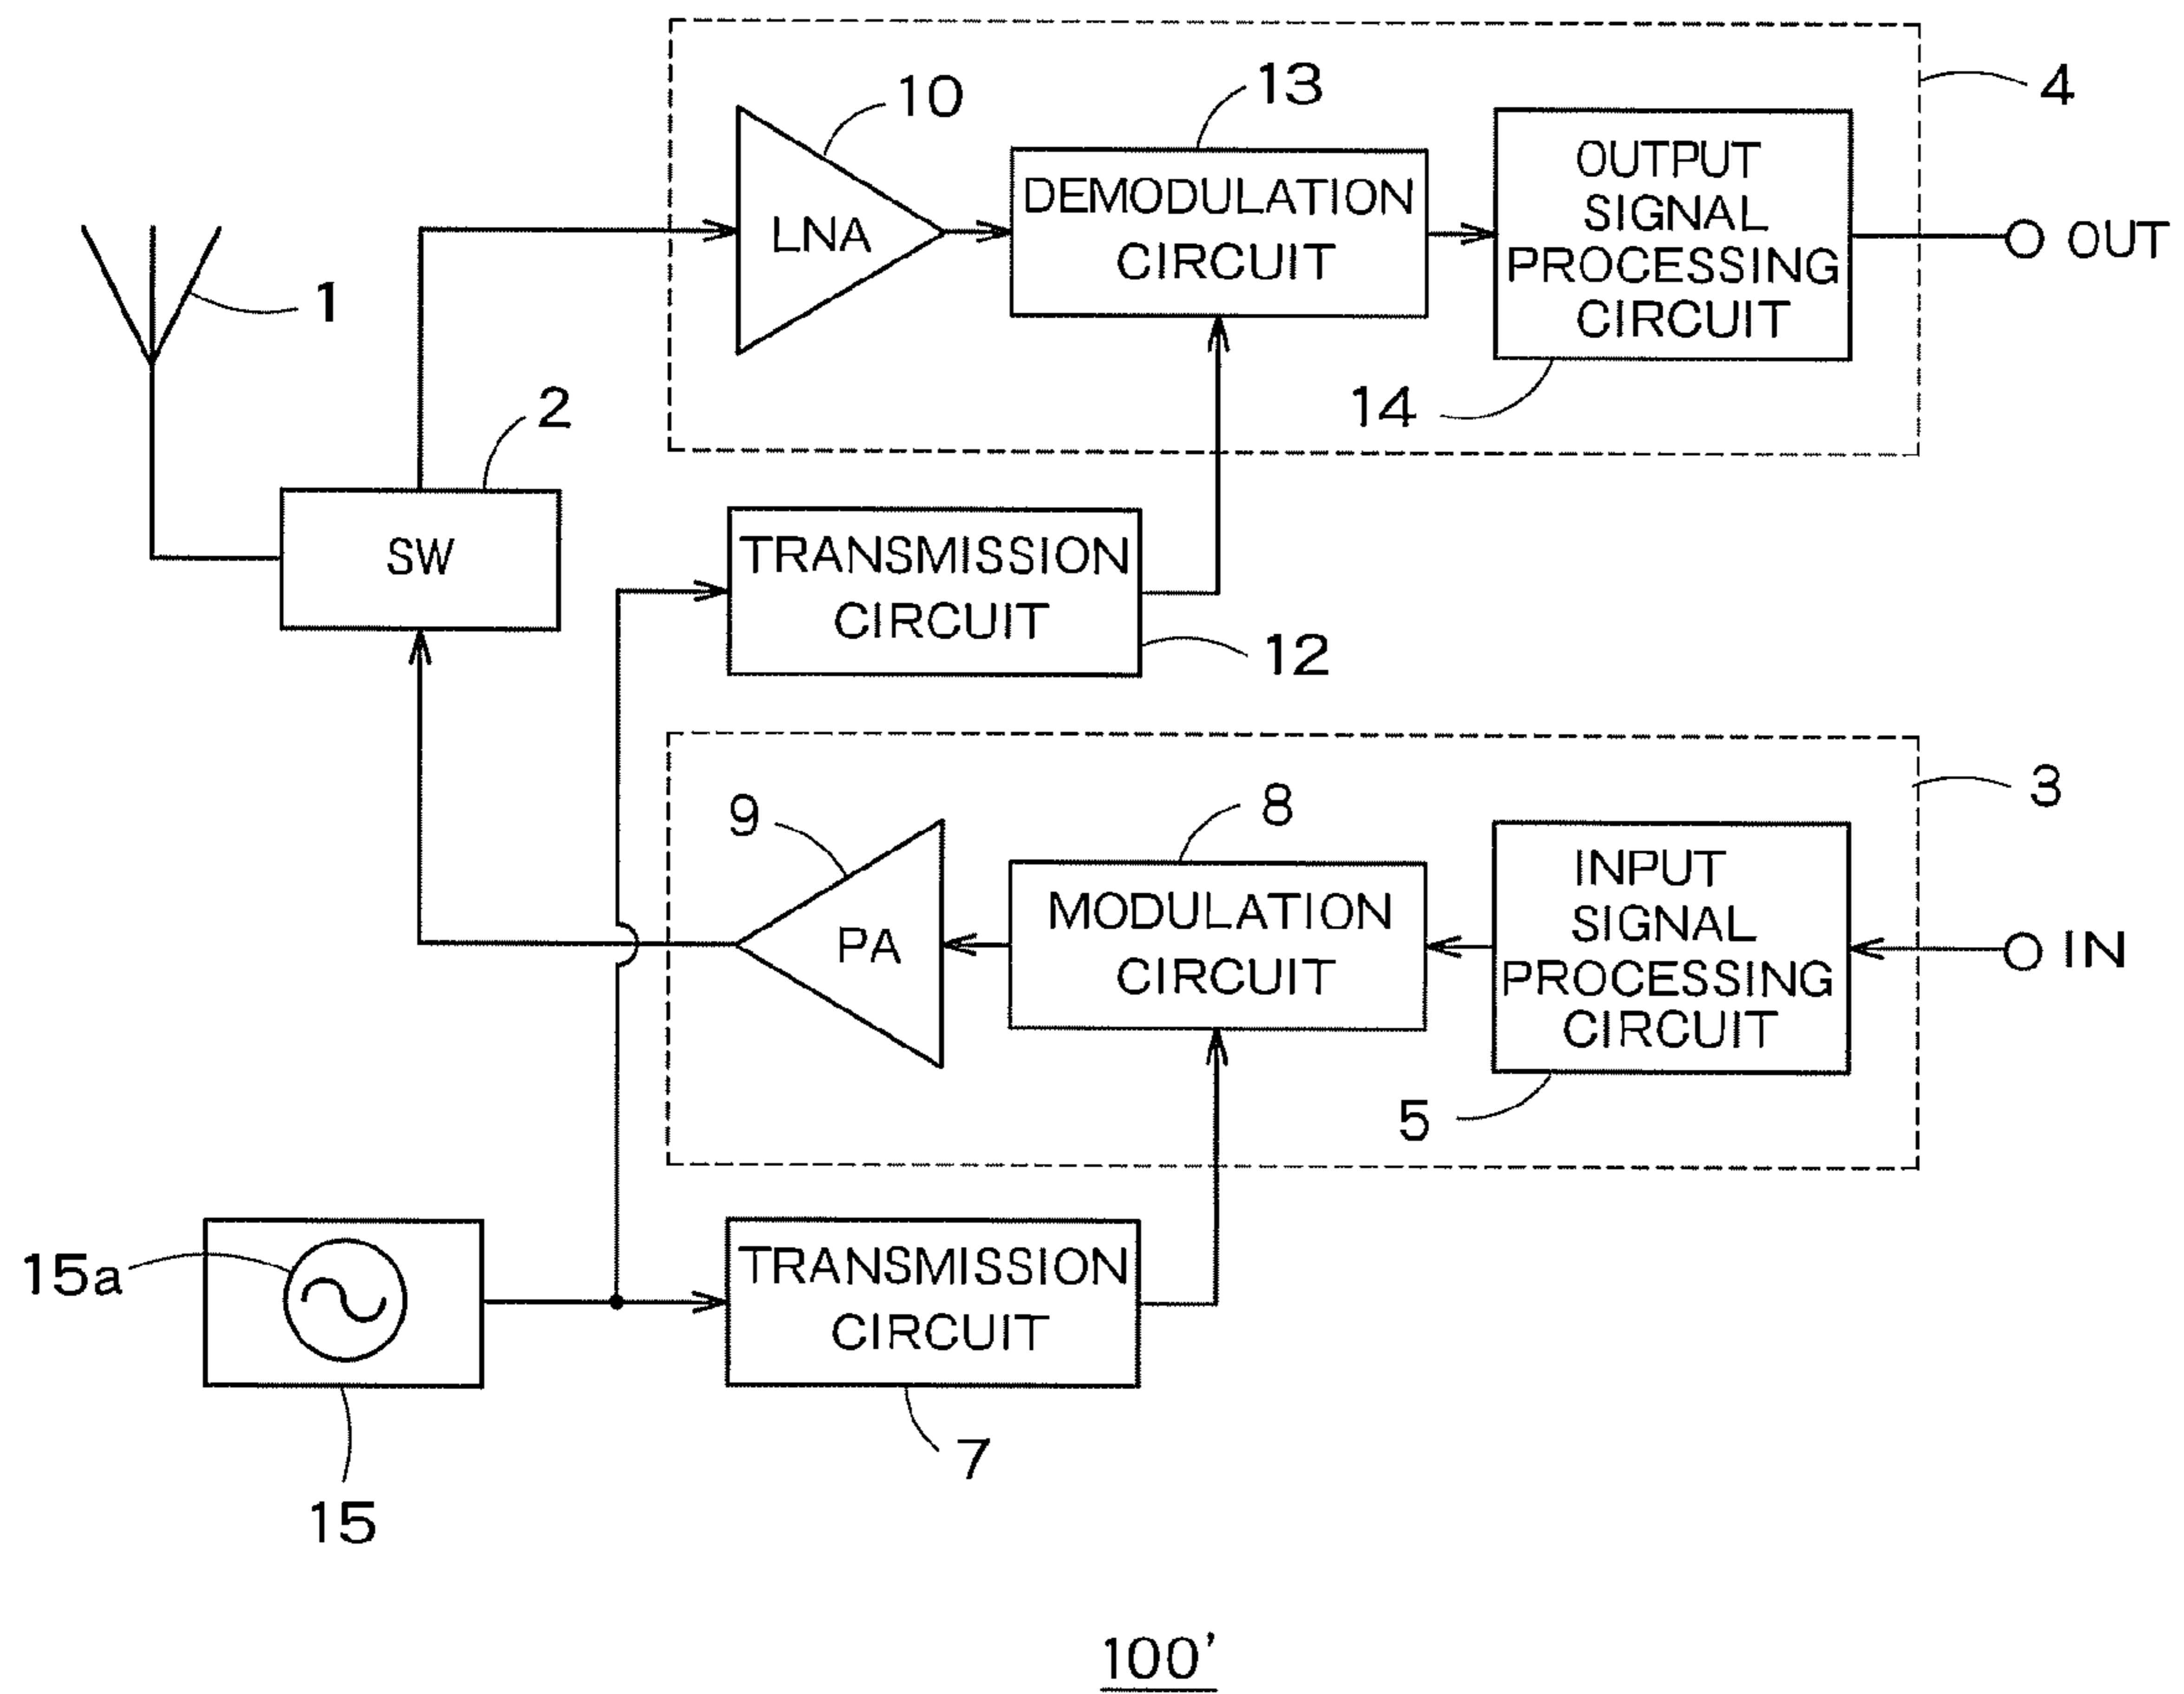 10
13
4
LNA
DEMODULATION
CIRCUIT
OUTPUT
SIGNAL
PROCESSING
CIRCUIT
OUT
1
14
2
SW
TRANSMISSION
CIRCUIT
12
3
9
8
PA
MODULATION
CIRCUIT
INPUT
SIGNAL
PROCESSING
CIRCUIT
IN
5
15a
TRANSMISSION
CIRCUIT
7
15
100'